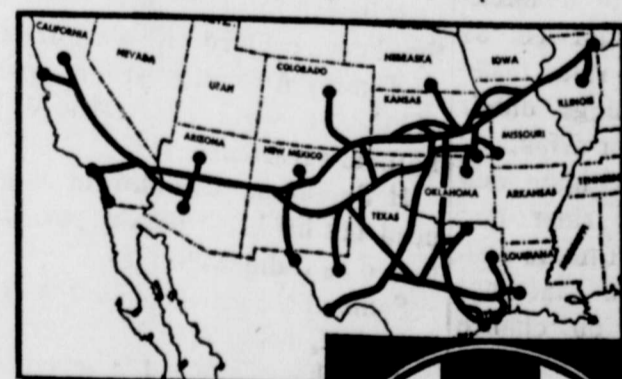 CALIFORNIA
NEVADA
UTAH
COLORADO
NEBRASKA
IOWA
KANSAS
ILLINOIS
MISSOURI
ARIZONA
NEW MEXICO
OKLAHOMA
ARKANSAS
TEXAS
LOUISIANA